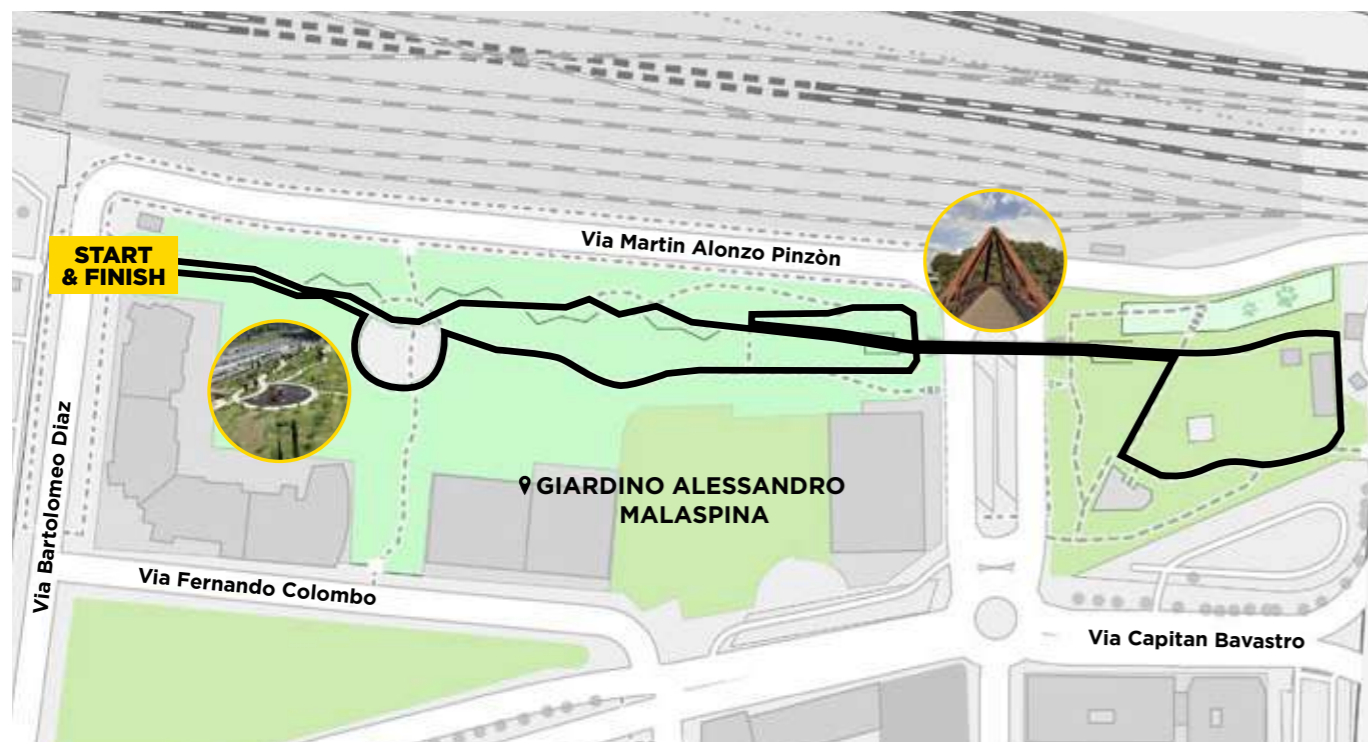 Via Martin Alonzo Pinzòn
START
& FINISH
GIARDINO ALESSANDRO
MALASPINA
Via Bartolomeo Diaz
Via Fernando Colombo
Via Capitan Bavastro